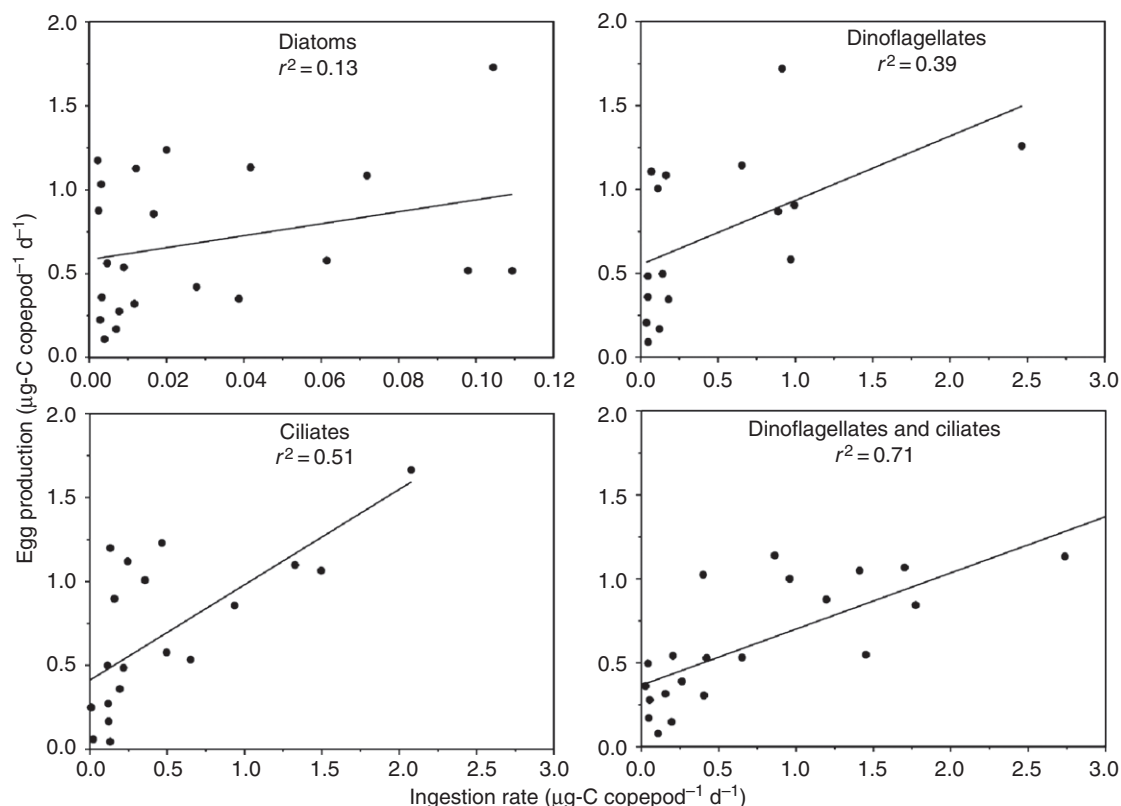 Diatoms
r² = 0.13
2.0
1.5
1.0
0.5
0.0
0.00 0.02 0.04 0.06 0.08 0.10 0.12
Dinoflagellates
r² = 0.39
2.0
1.5
1.0
0.5
0.0
0.0 0.5 1.0 1.5 2.0 2.5 3.0
Egg production (µg-C copepod⁻¹ d⁻¹)
Ciliates
r² = 0.51
2.0
1.5
1.0
0.5
0.0
0.0 0.5 1.0 1.5 2.0 2.5 3.0
Dinoflagellates and ciliates
r² = 0.71
2.0
1.5
1.0
0.5
0.0
0.0 0.5 1.0 1.5 2.0 2.5 3.0
Ingestion rate (µg-C copepod⁻¹ d⁻¹)